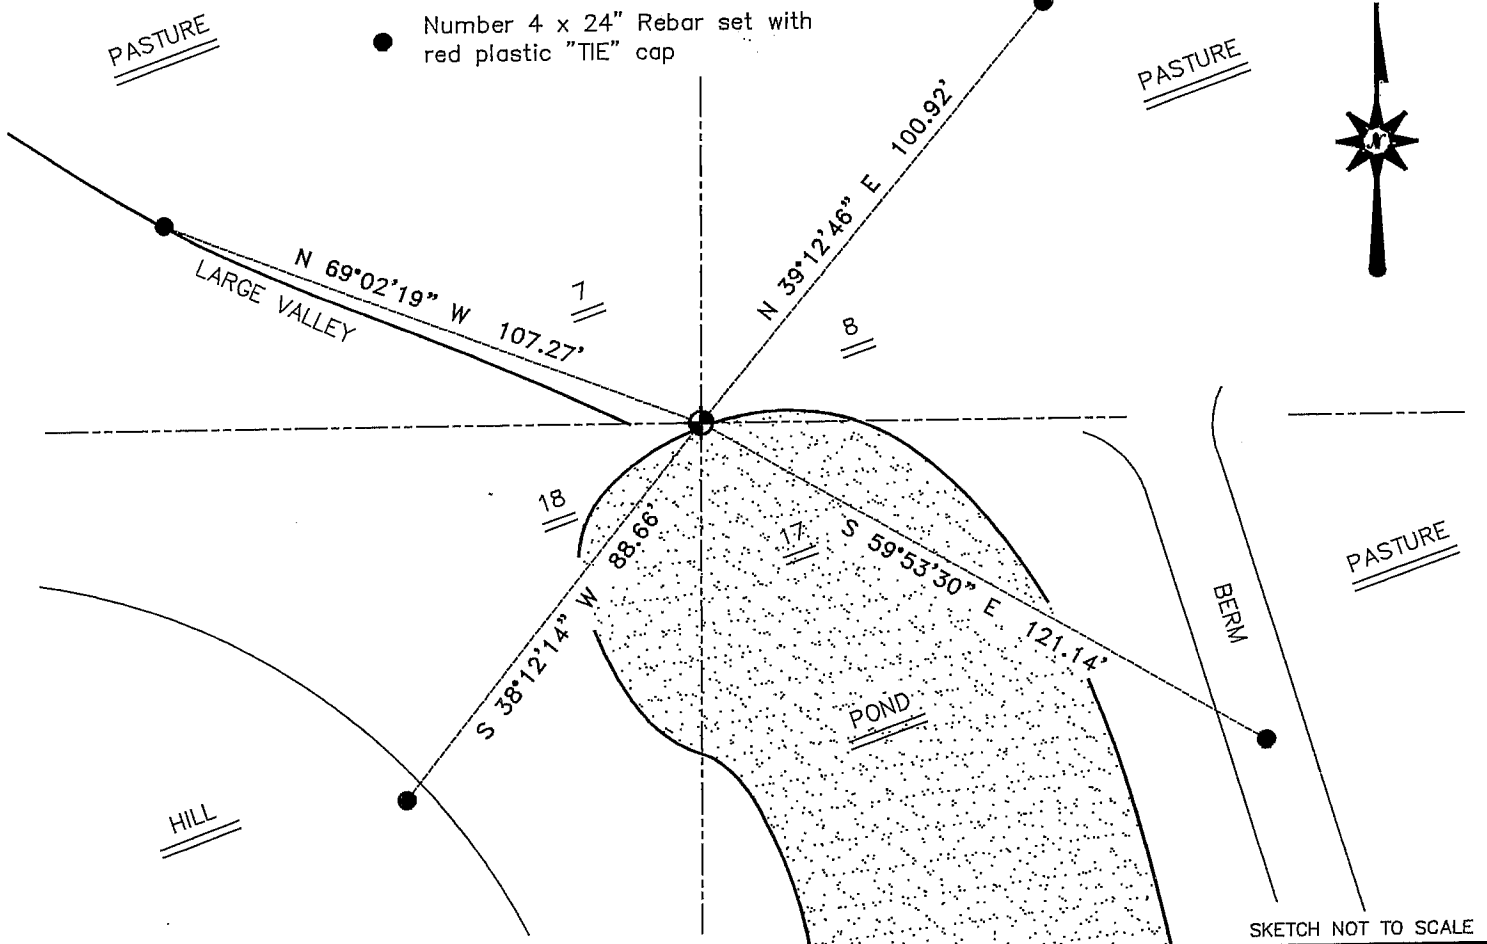 Number 4 x 24" Rebar set with
red plastic "TIE" cap
PASTURE
PASTURE
N
100.92'
N 39°12'46" E
N 69°02'19" W
107.27'
LARGE VALLEY
7
8
18
17
88.66'
S 38°12'14" W
S 59°53'30" E
121.14'
PASTURE
BERM
POND
HILL
SKETCH NOT TO SCALE